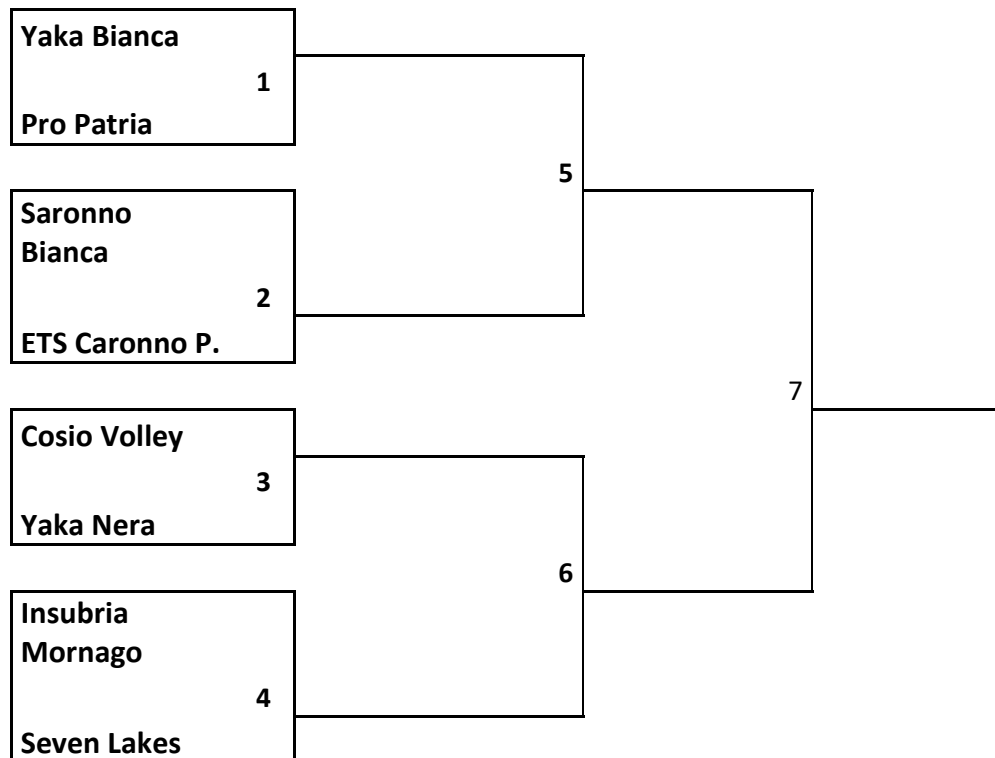 Yaka Bianca
1
Pro Patria
5
Saronno
Bianca
2
ETS Caronno P.
7
Cosio Volley
3
Yaka Nera
6
Insubria
Mornago
4
Seven Lakes